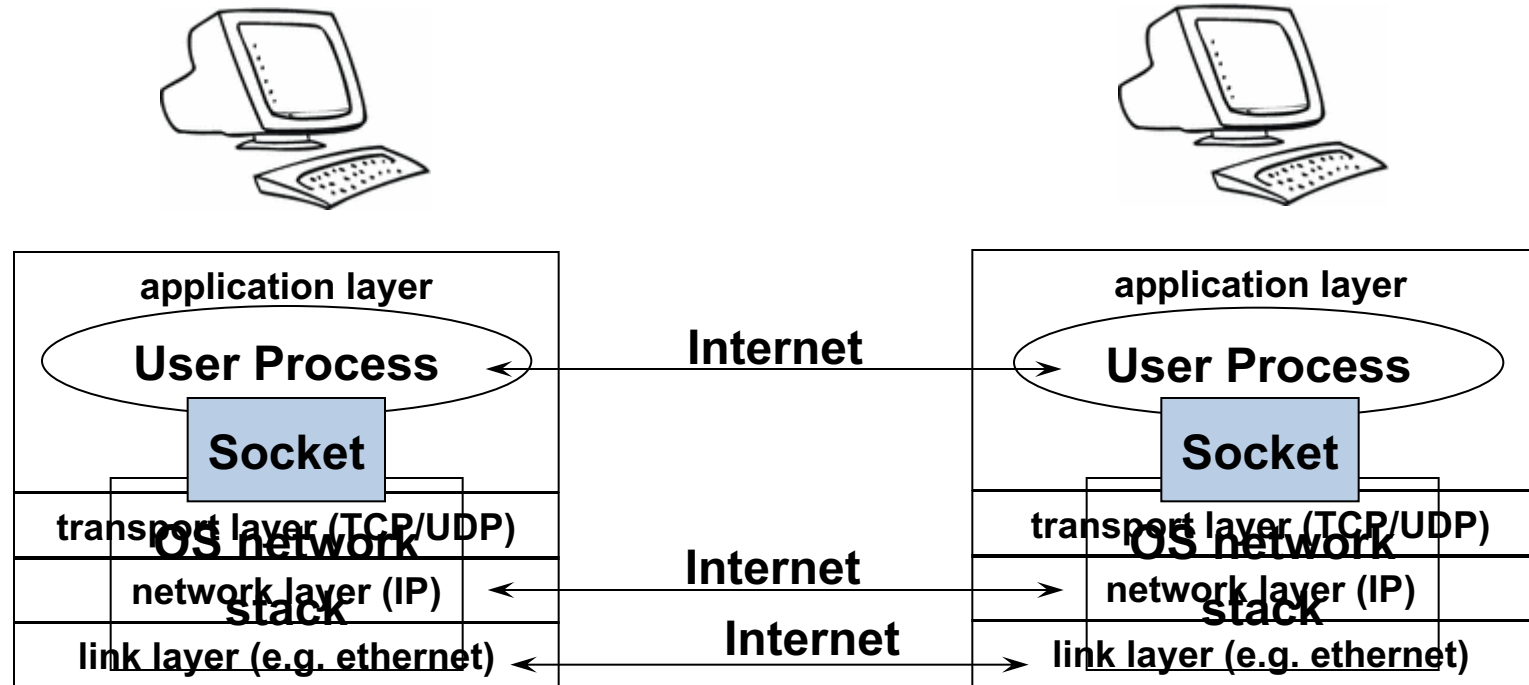 application layer
User Process
Socket
transport layer (TCP/UDP)
OS network
network layer (IP)
stack
link layer (e.g. ethernet)
Internet
Internet
Internet
application layer
User Process
Socket
transport layer (TCP/UDP)
OS network
network layer (IP)
stack
link layer (e.g. ethernet)